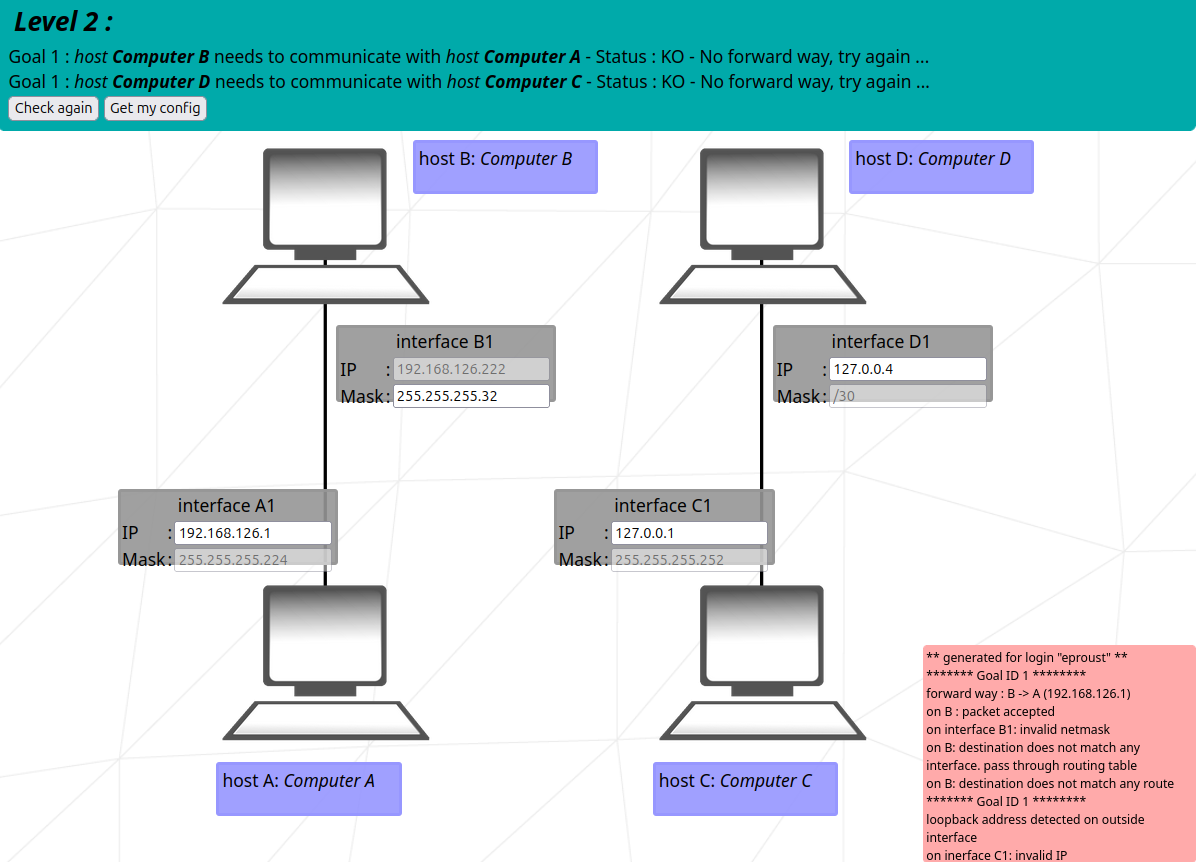 Level 2 :
Goal 1 : host Computer B needs to communicate with host Computer A - Status : KO - No forward way, try again ...
Goal 1 : host Computer D needs to communicate with host Computer C - Status : KO - No forward way, try again ...
Check again Get my config
host B: Computer B
host D: Computer D
interface B1
IP : 192.168.126.222
Mask : 255.255.255.32
interface D1
IP : 127.0.0.4
Mask : /30
interface A1
IP : 192.168.126.1
Mask : 255.255.255.224
interface C1
IP : 127.0.0.1
Mask : 255.255.255.252
host A: Computer A
host C: Computer C
** generated for login "eproust" **
******* Goal ID 1 ********
forward way : B -> A (192.168.126.1)
on B : packet accepted
on interface B1: invalid netmask
on B: destination does not match any
interface. pass through routing table
on B: destination does not match any route
******* Goal ID 1 ********
loopback address detected on outside
interface
on inerface C1: invalid IP